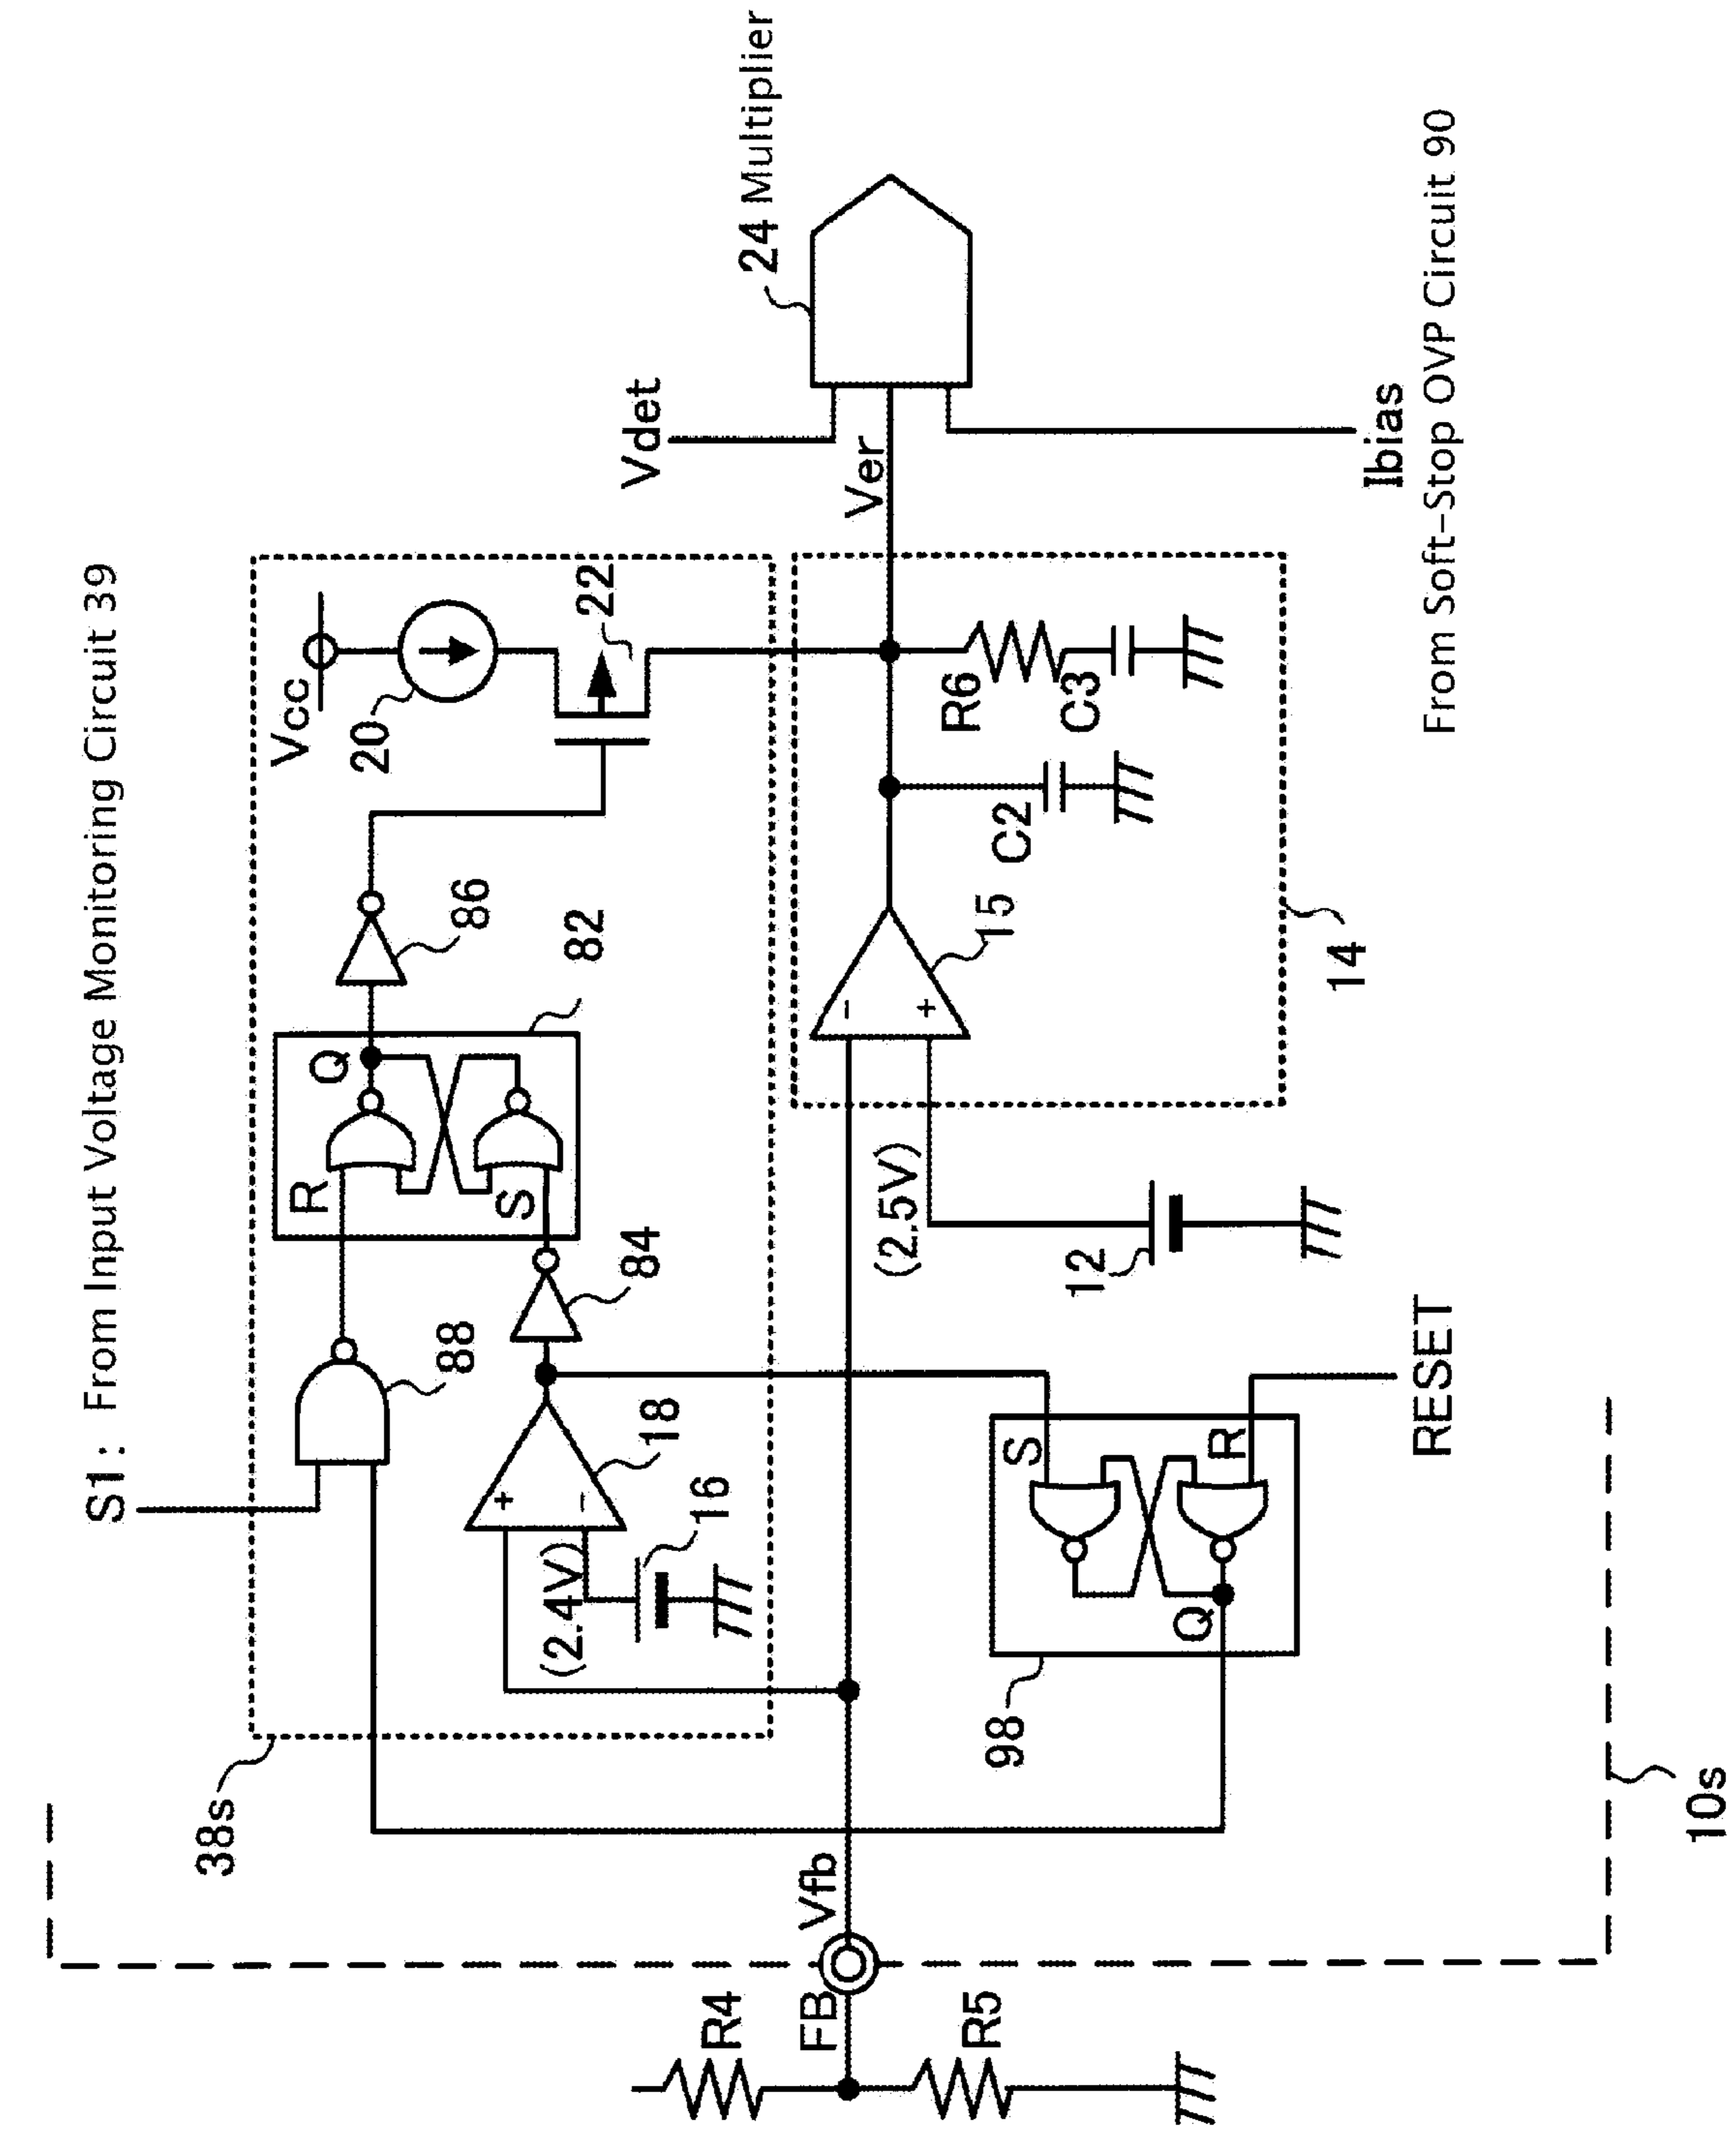 S1: From Input Voltage Monitoring Circuit 39
38s
Vcc
20
22
88
R
Q
S
82
86
84
18
+
−
(2.4V)
16
24 Multiplier
Vdet
Ver
Ibias
From Soft-Stop OVP Circuit 90
R4
FB
R5
Vfb
−
+
15
(2.5V)
12
C2
R6
C3
14
S
R
Q
98
RESET
10s